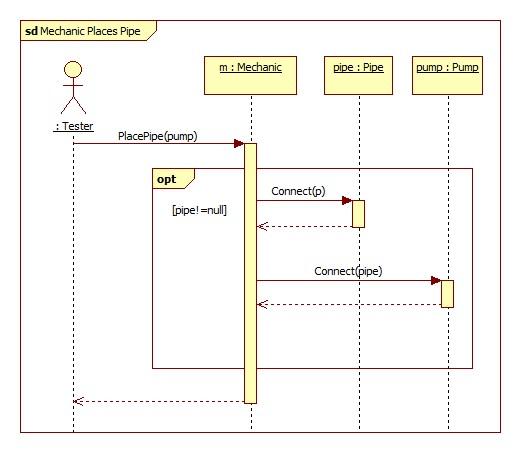 sd Mechanic Places Pipe
m : Mechanic
pipe : Pipe
pump : Pump
: Tester
PlacePipe(pump)
opt
Connect(p)
[pipe!=null]
Connect(pipe)